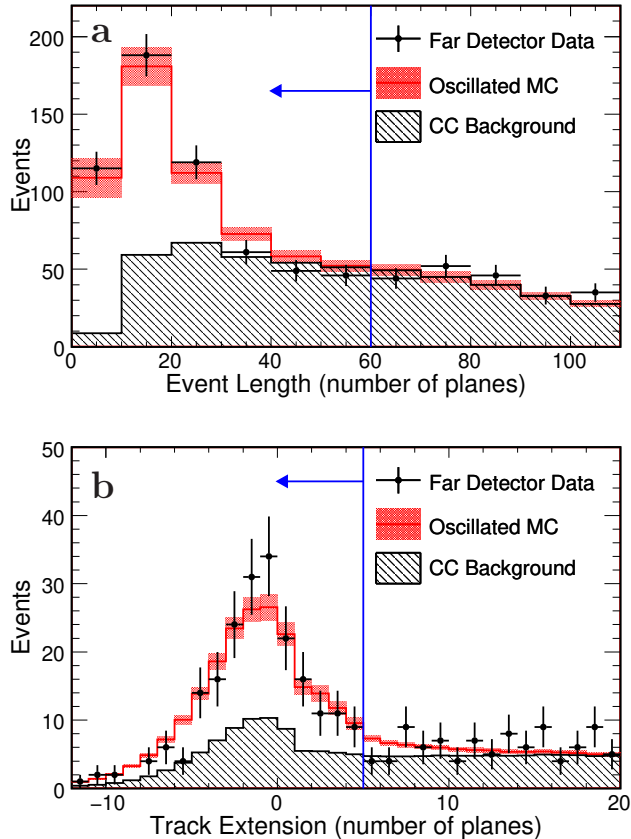 a
200
150
100
50
0
Events
Far Detector Data
Oscillated MC
CC Background
0 20 40 60 80 100
Event Length (number of planes)
b
50
40
30
20
10
0
Events
Far Detector Data
Oscillated MC
CC Background
−10 0 10 20
Track Extension (number of planes)